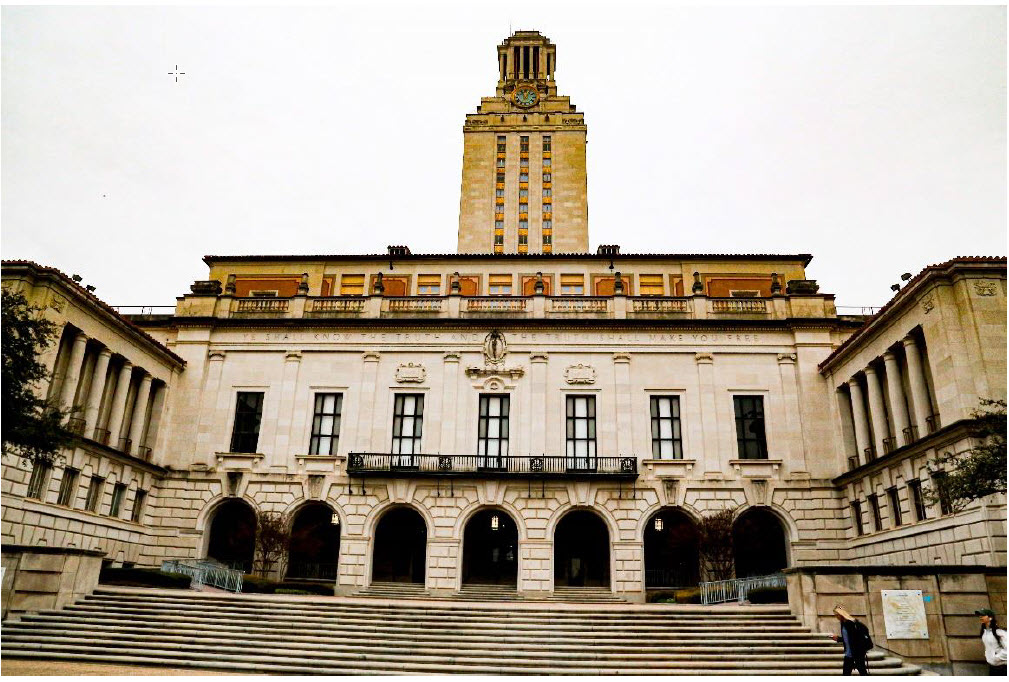 YE SHALL KNOW THE TRUTH AND THE TRUTH SHALL MAKE YOU FREE